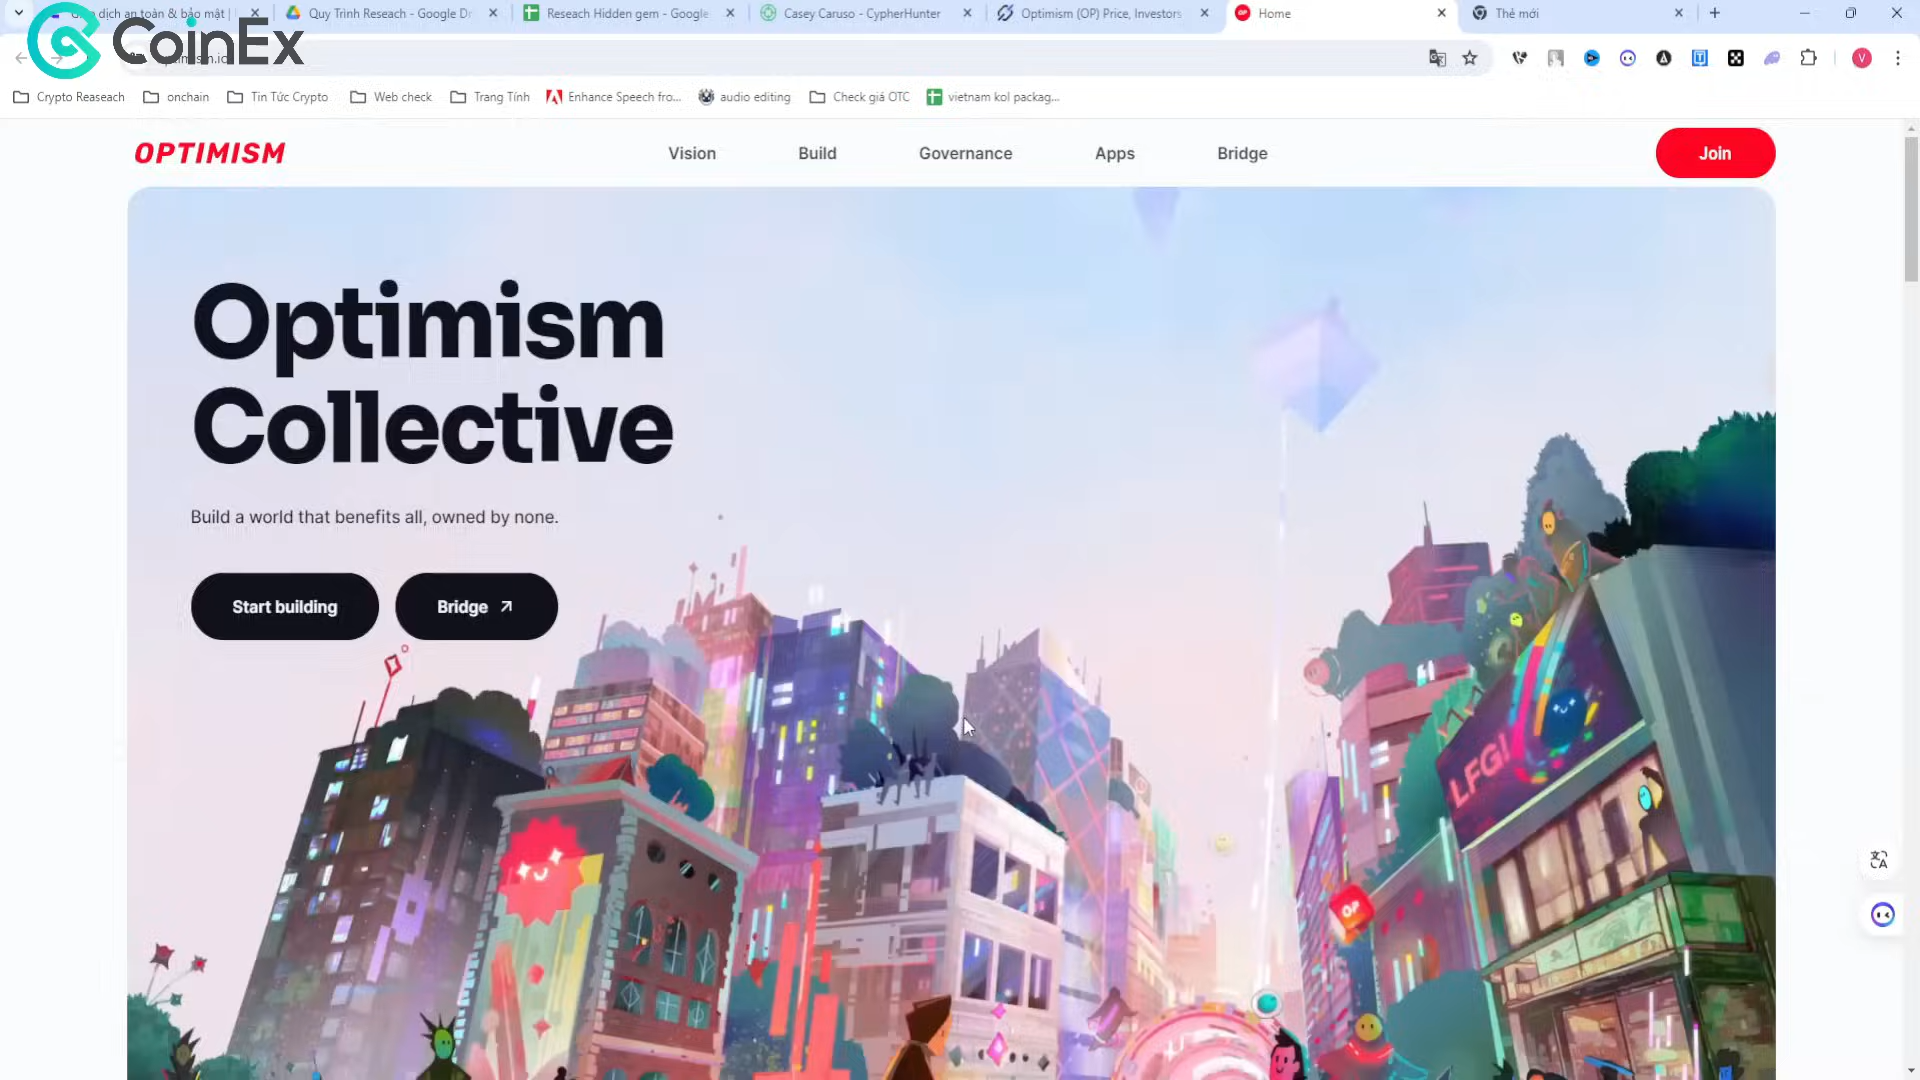 dịch an toàn & bảo mật |
Quy Trình Reseach - Google Dr
Reseach Hidden gem - Google
Casey Caruso - CypherHunter
Optimism (OP) Price, Investors
Home
Thẻ mới
CoinEx
Crypto Reaseach
onchain
Tin Tức Crypto
Web check
Trang Tính
Enhance Speech fro...
audio editing
Check giá OTC
vietnam kol packag...
V
OPTIMISM
Vision
Build
Governance
Apps
Bridge
Join
Optimism
Collective
Build a world that benefits all, owned by none.
Start building
Bridge
LFG!
OP